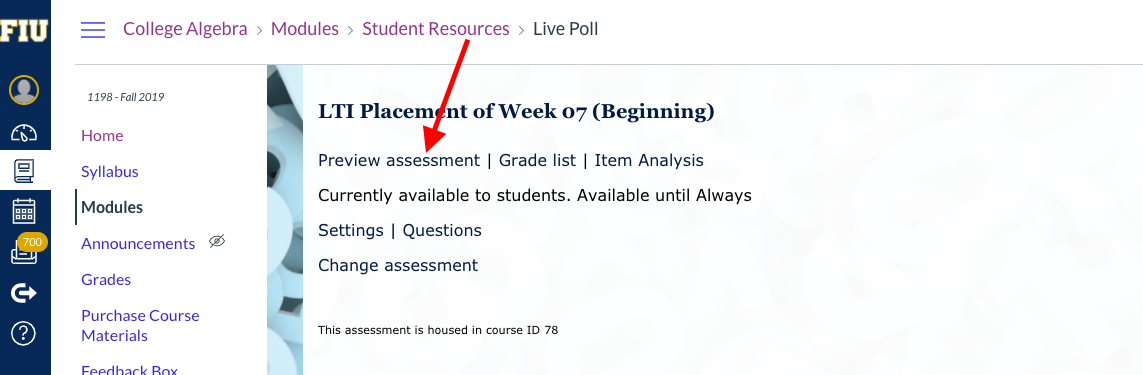 FIU
College Algebra > Modules > Student Resources > Live Poll
1198 - Fall 2019
Home
Syllabus
Modules
Announcements
Grades
Purchase Course
Materials
Feedback Box
700
LTI Placement of Week 07 (Beginning)
Preview assessment | Grade list | Item Analysis
Currently available to students. Available until Always
Settings | Questions
Change assessment
This assessment is housed in course ID 78